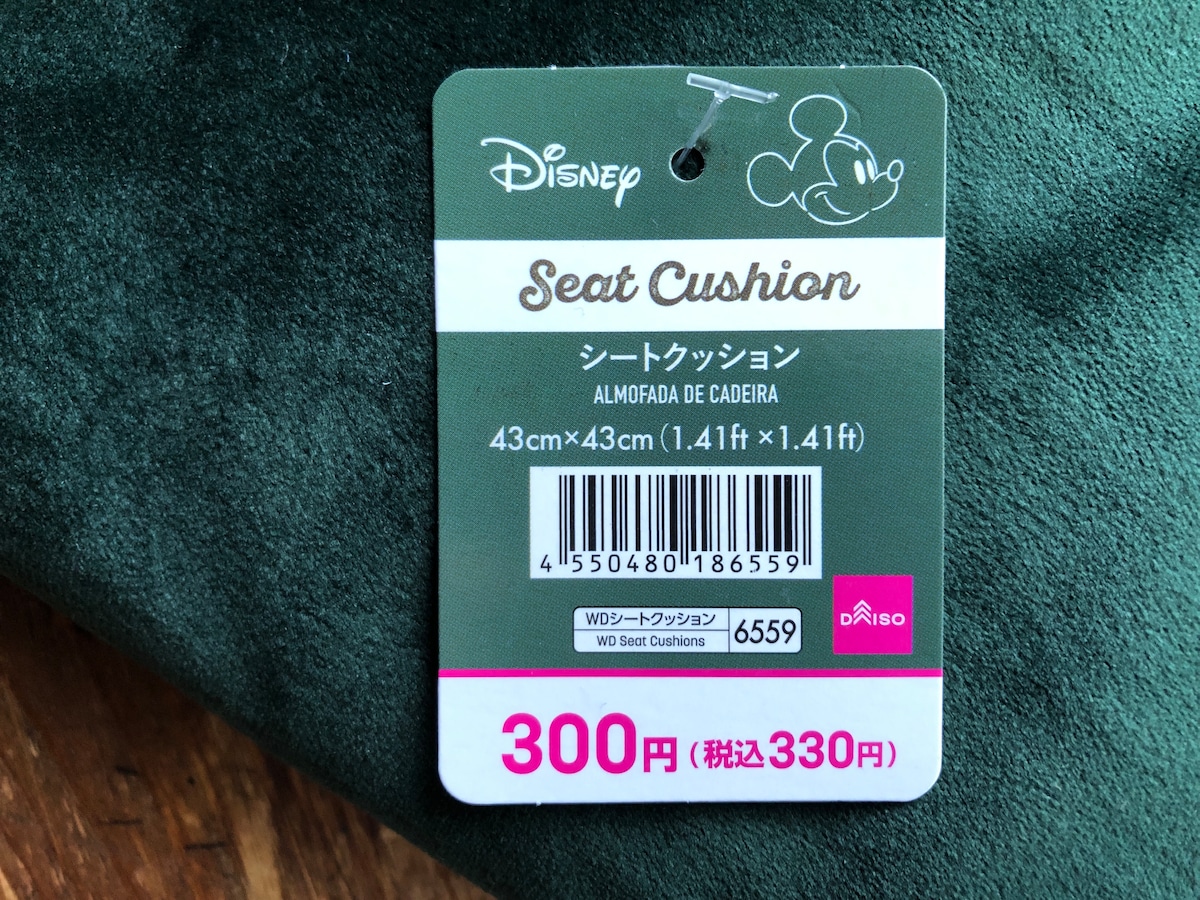 Disney
Seat Cushion
シートクッション
ALMOFADA DE CADEIRA
43cm×43cm(1.41ft ×1.41ft)
4 550480 186559
WDシートクッション
WD Seat Cushions
6559
DAISO
300円(税込330円)